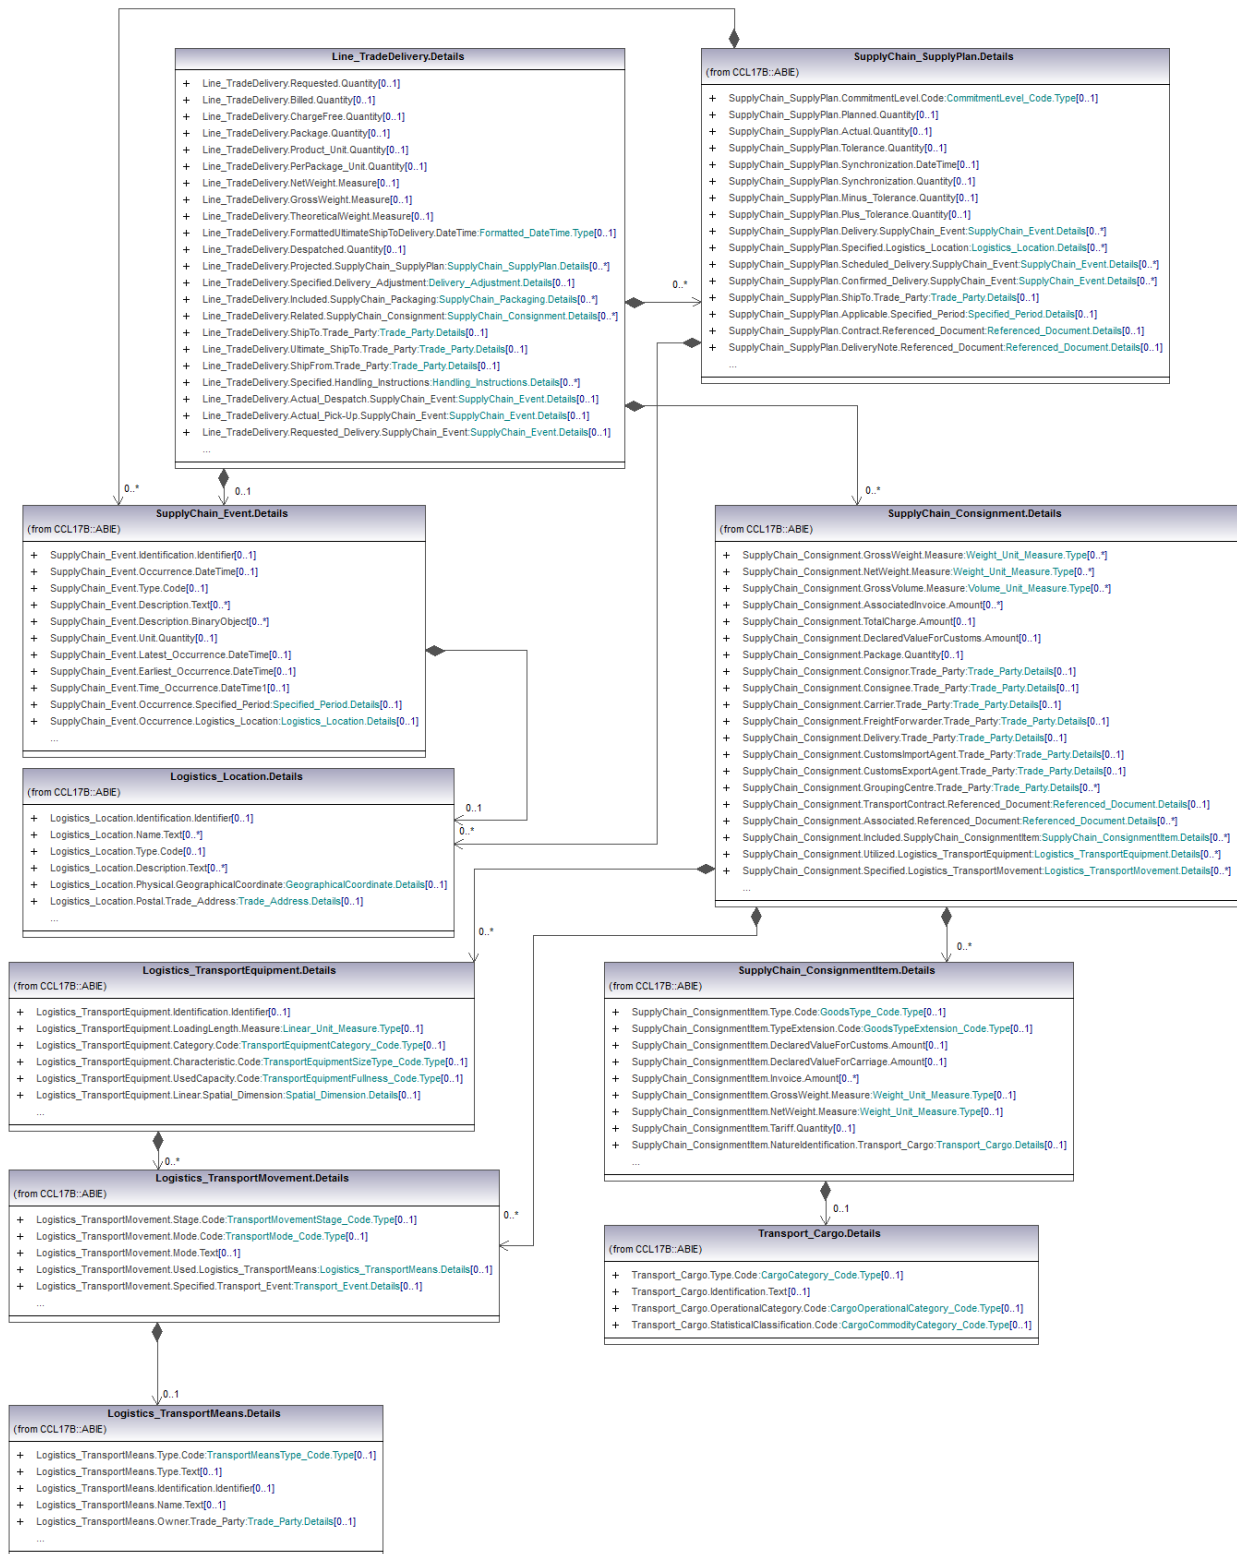 Line_TradeDelivery.Details
+ Line_TradeDelivery.Requested.Quantity[0..1]
+ Line_TradeDelivery.Billed.Quantity[0..1]
+ Line_TradeDelivery.ChargeFree.Quantity[0..1]
+ Line_TradeDelivery.Package.Quantity[0..1]
+ Line_TradeDelivery.Product_Unit.Quantity[0..1]
+ Line_TradeDelivery.PerPackage_Unit.Quantity[0..1]
+ Line_TradeDelivery.NetWeight.Measure[0..1]
+ Line_TradeDelivery.GrossWeight.Measure[0..1]
+ Line_TradeDelivery.TheoreticalWeight.Measure[0..1]
+ Line_TradeDelivery.FormattedUltimateShipToDelivery.DateTime:Formatted_DateTime.Type[0..1]
+ Line_TradeDelivery.Despatched.Quantity[0..1]
+ Line_TradeDelivery.Projected.SupplyChain_SupplyPlan:SupplyChain_SupplyPlan.Details[0..*]
+ Line_TradeDelivery.Specified.Delivery_Adjustment:Delivery_Adjustment.Details[0..1]
+ Line_TradeDelivery.Included.SupplyChain_Packaging:SupplyChain_Packaging.Details[0..*]
+ Line_TradeDelivery.Related.SupplyChain_Consignment:SupplyChain_Consignment.Details[0..*]
+ Line_TradeDelivery.ShipTo.Trade_Party:Trade_Party.Details[0..1]
+ Line_TradeDelivery.Ultimate_ShipTo.Trade_Party:Trade_Party.Details[0..1]
+ Line_TradeDelivery.ShipFrom.Trade_Party:Trade_Party.Details[0..1]
+ Line_TradeDelivery.Specified.Handling_Instructions:Handling_Instructions.Details[0..*]
+ Line_TradeDelivery.Actual_Despatch.SupplyChain_Event:SupplyChain_Event.Details[0..1]
+ Line_TradeDelivery.Actual_Pick-Up.SupplyChain_Event:SupplyChain_Event.Details[0..1]
+ Line_TradeDelivery.Requested_Delivery.SupplyChain_Event:SupplyChain_Event.Details[0..1]
...
SupplyChain_SupplyPlan.Details
(from CCL17B::ABIE)
+ SupplyChain_SupplyPlan.CommitmentLevel.Code:CommitmentLevel_Code.Type[0..1]
+ SupplyChain_SupplyPlan.Planned.Quantity[0..1]
+ SupplyChain_SupplyPlan.Actual.Quantity[0..1]
+ SupplyChain_SupplyPlan.Tolerance.Quantity[0..1]
+ SupplyChain_SupplyPlan.Synchronization.DateTime[0..1]
+ SupplyChain_SupplyPlan.Synchronization.Quantity[0..1]
+ SupplyChain_SupplyPlan.Minus_Tolerance.Quantity[0..1]
+ SupplyChain_SupplyPlan.Plus_Tolerance.Quantity[0..1]
+ SupplyChain_SupplyPlan.Delivery.SupplyChain_Event:SupplyChain_Event.Details[0..*]
+ SupplyChain_SupplyPlan.Specified.Logistics_Location:Logistics_Location.Details[0..*]
+ SupplyChain_SupplyPlan.Scheduled_Delivery.SupplyChain_Event:SupplyChain_Event.Details[0..*]
+ SupplyChain_SupplyPlan.Confirmed_Delivery.SupplyChain_Event:SupplyChain_Event.Details[0..*]
+ SupplyChain_SupplyPlan.ShipTo.Trade_Party:Trade_Party.Details[0..1]
+ SupplyChain_SupplyPlan.Applicable.Specified_Period:Specified_Period.Details[0..1]
+ SupplyChain_SupplyPlan.Contract.Referenced_Document:Referenced_Document.Details[0..1]
+ SupplyChain_SupplyPlan.DeliveryNote.Referenced_Document:Referenced_Document.Details[0..1]
...
0..*
0..*
0..1
0..*
SupplyChain_Event.Details
(from CCL17B::ABIE)
+ SupplyChain_Event.Identification.Identifier[0..1]
+ SupplyChain_Event.Occurrence.DateTime[0..1]
+ SupplyChain_Event.Type.Code[0..1]
+ SupplyChain_Event.Description.Text[0..*]
+ SupplyChain_Event.Description.BinaryObject[0..*]
+ SupplyChain_Event.Unit.Quantity[0..1]
+ SupplyChain_Event.Latest_Occurrence.DateTime[0..1]
+ SupplyChain_Event.Earliest_Occurrence.DateTime[0..1]
+ SupplyChain_Event.Time_Occurrence.DateTime1[0..1]
+ SupplyChain_Event.Occurrence.Specified_Period:Specified_Period.Details[0..1]
+ SupplyChain_Event.Occurrence.Logistics_Location:Logistics_Location.Details[0..1]
...
SupplyChain_Consignment.Details
(from CCL17B::ABIE)
+ SupplyChain_Consignment.GrossWeight.Measure:Weight_Unit_Measure.Type[0..*]
+ SupplyChain_Consignment.NetWeight.Measure:Weight_Unit_Measure.Type[0..*]
+ SupplyChain_Consignment.GrossVolume.Measure:Volume_Unit_Measure.Type[0..*]
+ SupplyChain_Consignment.AssociatedInvoice.Amount[0..*]
+ SupplyChain_Consignment.TotalCharge.Amount[0..1]
+ SupplyChain_Consignment.DeclaredValueForCustoms.Amount[0..1]
+ SupplyChain_Consignment.Package.Quantity[0..1]
+ SupplyChain_Consignment.Consignor.Trade_Party:Trade_Party.Details[0..1]
+ SupplyChain_Consignment.Consignee.Trade_Party:Trade_Party.Details[0..1]
+ SupplyChain_Consignment.Carrier.Trade_Party:Trade_Party.Details[0..1]
+ SupplyChain_Consignment.FreightForwarder.Trade_Party:Trade_Party.Details[0..1]
+ SupplyChain_Consignment.Delivery.Trade_Party:Trade_Party.Details[0..1]
+ SupplyChain_Consignment.CustomsImportAgent.Trade_Party:Trade_Party.Details[0..1]
+ SupplyChain_Consignment.CustomsExportAgent.Trade_Party:Trade_Party.Details[0..1]
+ SupplyChain_Consignment.GroupingCentre.Trade_Party:Trade_Party.Details[0..*]
+ SupplyChain_Consignment.TransportContract.Referenced_Document:Referenced_Document.Details[0..1]
+ SupplyChain_Consignment.Associated.Referenced_Document:Referenced_Document.Details[0..*]
+ SupplyChain_Consignment.Included.SupplyChain_ConsignmentItem:SupplyChain_ConsignmentItem.Details[0..*]
+ SupplyChain_Consignment.Utilized.Logistics_TransportEquipment:Logistics_TransportEquipment.Details[0..*]
+ SupplyChain_Consignment.Specified.Logistics_TransportMovement:Logistics_TransportMovement.Details[0..*]
...
Logistics_Location.Details
(from CCL17B::ABIE)
+ Logistics_Location.Identification.Identifier[0..1]
+ Logistics_Location.Name.Text[0..*]
+ Logistics_Location.Type.Code[0..1]
+ Logistics_Location.Description.Text[0..*]
+ Logistics_Location.Physical.GeographicalCoordinate:GeographicalCoordinate.Details[0..1]
+ Logistics_Location.Postal.Trade_Address:Trade_Address.Details[0..1]
...
0..1
0..*
0..*
0..*
Logistics_TransportEquipment.Details
(from CCL17B::ABIE)
+ Logistics_TransportEquipment.Identification.Identifier[0..1]
+ Logistics_TransportEquipment.LoadingLength.Measure:Linear_Unit_Measure.Type[0..1]
+ Logistics_TransportEquipment.Category.Code:TransportEquipmentCategory_Code.Type[0..1]
+ Logistics_TransportEquipment.Characteristic.Code:TransportEquipmentSizeType_Code.Type[0..1]
+ Logistics_TransportEquipment.UsedCapacity.Code:TransportEquipmentFullness_Code.Type[0..1]
+ Logistics_TransportEquipment.Linear.Spatial_Dimension:Spatial_Dimension.Details[0..1]
...
SupplyChain_ConsignmentItem.Details
(from CCL17B::ABIE)
+ SupplyChain_ConsignmentItem.Type.Code:GoodsType_Code.Type[0..1]
+ SupplyChain_ConsignmentItem.TypeExtension.Code:GoodsTypeExtension_Code.Type[0..1]
+ SupplyChain_ConsignmentItem.DeclaredValueForCustoms.Amount[0..1]
+ SupplyChain_ConsignmentItem.DeclaredValueForCarriage.Amount[0..1]
+ SupplyChain_ConsignmentItem.Invoice.Amount[0..*]
+ SupplyChain_ConsignmentItem.GrossWeight.Measure:Weight_Unit_Measure.Type[0..1]
+ SupplyChain_ConsignmentItem.NetWeight.Measure:Weight_Unit_Measure.Type[0..1]
+ SupplyChain_ConsignmentItem.Tariff.Quantity[0..1]
+ SupplyChain_ConsignmentItem.NatureIdentification.Transport_Cargo:Transport_Cargo.Details[0..1]
...
0..*
0..*
0..1
Logistics_TransportMovement.Details
(from CCL17B::ABIE)
+ Logistics_TransportMovement.Stage.Code:TransportMovementStage_Code.Type[0..1]
+ Logistics_TransportMovement.Mode.Code:TransportMode_Code.Type[0..1]
+ Logistics_TransportMovement.Mode.Text[0..1]
+ Logistics_TransportMovement.Used.Logistics_TransportMeans:Logistics_TransportMeans.Details[0..1]
+ Logistics_TransportMovement.Specified.Transport_Event:Transport_Event.Details[0..1]
...
Transport_Cargo.Details
(from CCL17B::ABIE)
+ Transport_Cargo.Type.Code:CargoCategory_Code.Type[0..1]
+ Transport_Cargo.Identification.Text[0..1]
+ Transport_Cargo.OperationalCategory.Code:CargoOperationalCategory_Code.Type[0..1]
+ Transport_Cargo.StatisticalClassification.Code:CargoCommodityCategory_Code.Type[0..1]
0..1
Logistics_TransportMeans.Details
(from CCL17B::ABIE)
+ Logistics_TransportMeans.Type.Code:TransportMeansType_Code.Type[0..1]
+ Logistics_TransportMeans.Type.Text[0..1]
+ Logistics_TransportMeans.Identification.Identifier[0..1]
+ Logistics_TransportMeans.Name.Text[0..1]
+ Logistics_TransportMeans.Owner.Trade_Party:Trade_Party.Details[0..1]
...